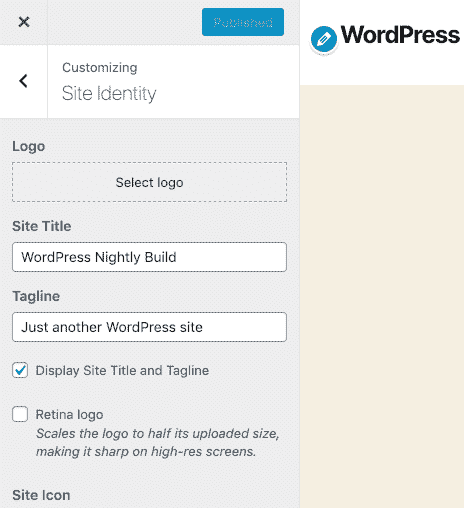 Published
WordPress
Customizing
Site Identity
Logo
Select logo
Site Title
WordPress Nightly Build
Tagline
Just another WordPress site
Display Site Title and Tagline
Retina logo
Scales the logo to half its uploaded size,
making it sharp on high-res screens.
Site Icon